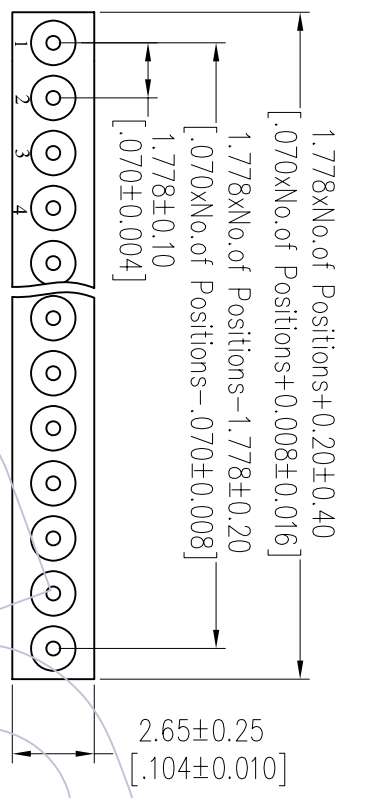 1.778xNo.of Positions+0.20±0.40
[.070xNo.of Positions+0.008±0.016]
1.778xNo.of Positions-1.778±0.20
[.070xNo.of Positions-.070±0.008]
1.778±0.10
[.070±0.004]
1
2
3
4
2.65±0.25
[.104±0.010]